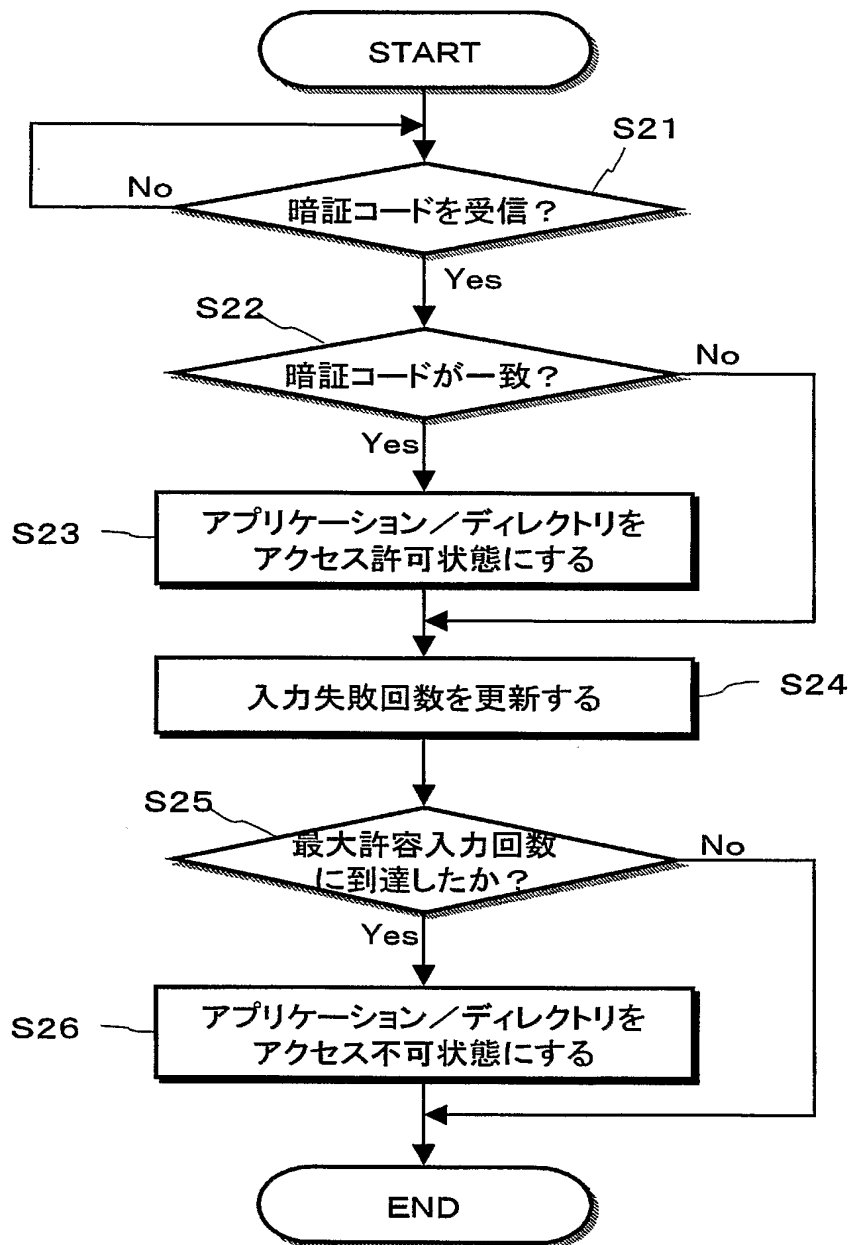 START
S21
No
暗証コードを受信？
Yes
S22
No
暗証コードが一致？
Yes
S23
アプリケーション／ディレクトリを
アクセス許可状態にする
入力失敗回数を更新する
S24
S25
最大許容入力回数
に到達したか？
No
Yes
S26
アプリケーション／ディレクトリを
アクセス不可状態にする
END